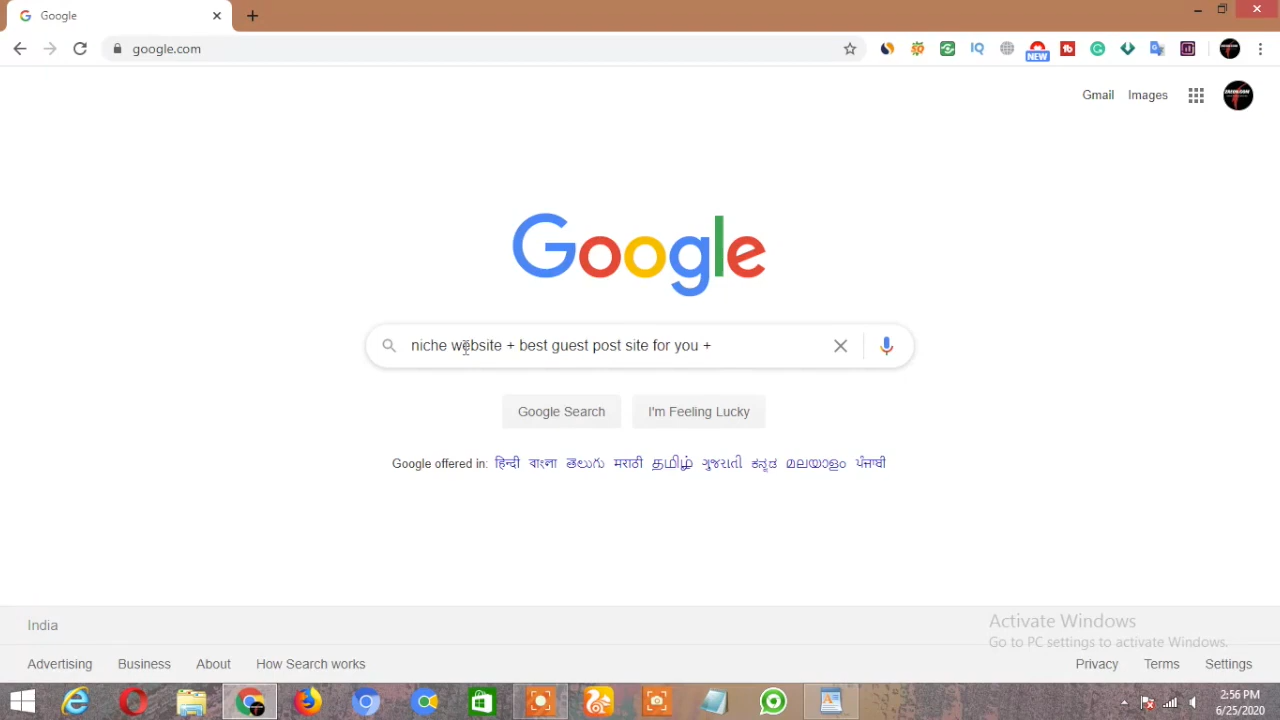 Google
google.com
NEW
Gmail Images
Google
niche website + best guest post site for you +
Google Search I'm Feeling Lucky
Google offered in: हिन्दी বাংলা తెలుగు मराठी தமிழ் ગુજરાતી ಕನ್ನಡ മലയാളം ਪੰਜਾਬੀ
India
Activate Windows
Go to PC settings to activate Windows.
Advertising Business About How Search works Privacy Terms Settings
2:56 PM
6/25/2020